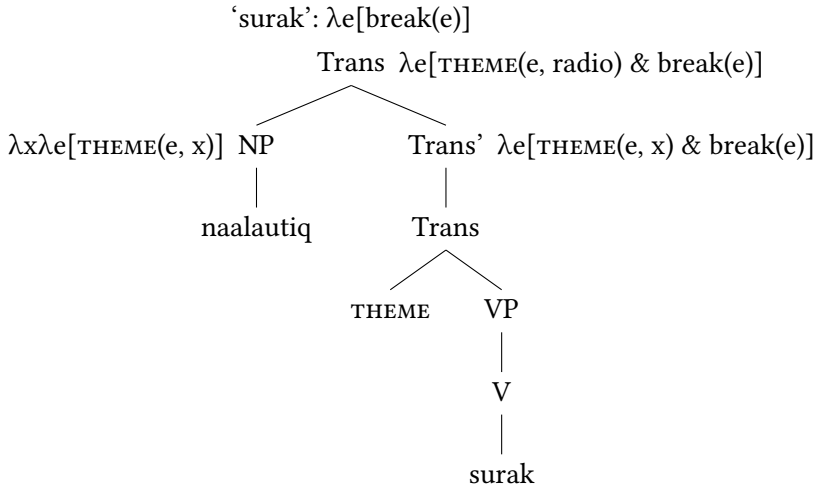 ‘surak’: λe[break(e)]
Trans λe[THEME(e, radio) & break(e)]
λxλe[THEME(e, x)] NP Trans’ λe[THEME(e, x) & break(e)]
naalautiq Trans
THEME VP
V
surak